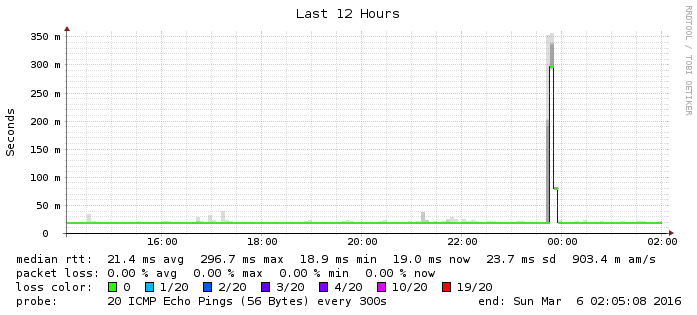 Last 12 Hours
RRDTOOL / TOBI OETIKER
Seconds
350 m
300 m
250 m
200 m
150 m
100 m
50 m
0
16:00 18:00 20:00 22:00 00:00 02:00
median rtt: 21.4 ms avg 296.7 ms max 18.9 ms min 19.0 ms now 23.7 ms sd 903.4 m am/s
packet loss: 0.00 % avg 0.00 % max 0.00 % min 0.00 % now
loss color: 0 1/20 2/20 3/20 4/20 10/20 19/20
probe: 20 ICMP Echo Pings (56 Bytes) every 300s end: Sun Mar 6 02:05:08 2016